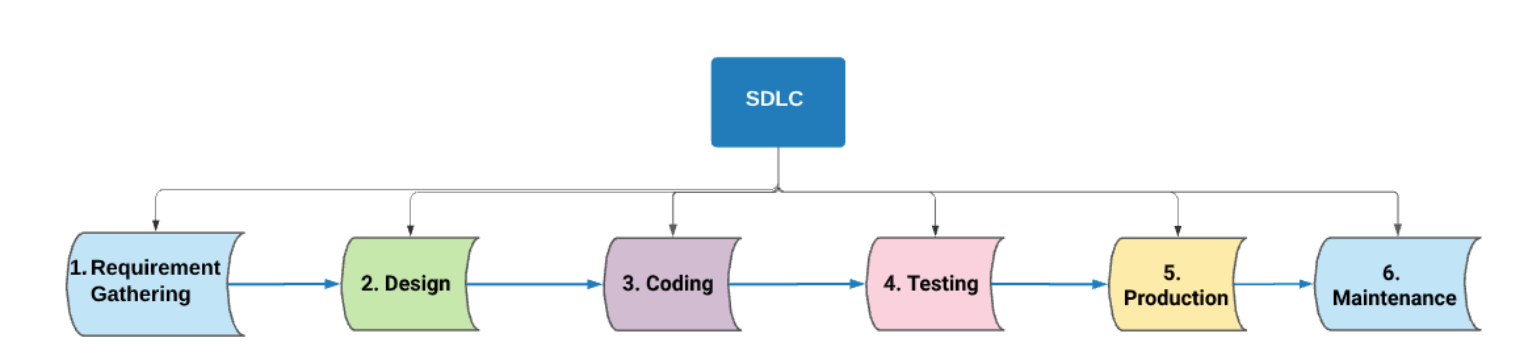 SDLC
1. Requirement
Gathering
2. Design
3. Coding
4. Testing
5.
Production
6.
Maintenance